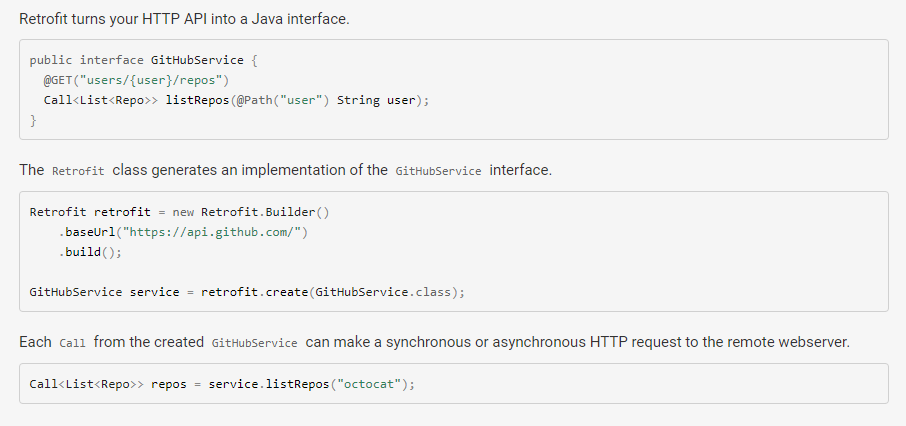 Retrofit turns your HTTP API into a Java interface.
public interface GitHubService {
  @GET("users/{user}/repos")
  Call<List<Repo>> listRepos(@Path("user") String user);
}
The Retrofit class generates an implementation of the GitHubService interface.
Retrofit retrofit = new Retrofit.Builder()
    .baseUrl("https://api.github.com/")
    .build();

GitHubService service = retrofit.create(GitHubService.class);
Each Call from the created GitHubService can make a synchronous or asynchronous HTTP request to the remote webserver.
Call<List<Repo>> repos = service.listRepos("octocat");